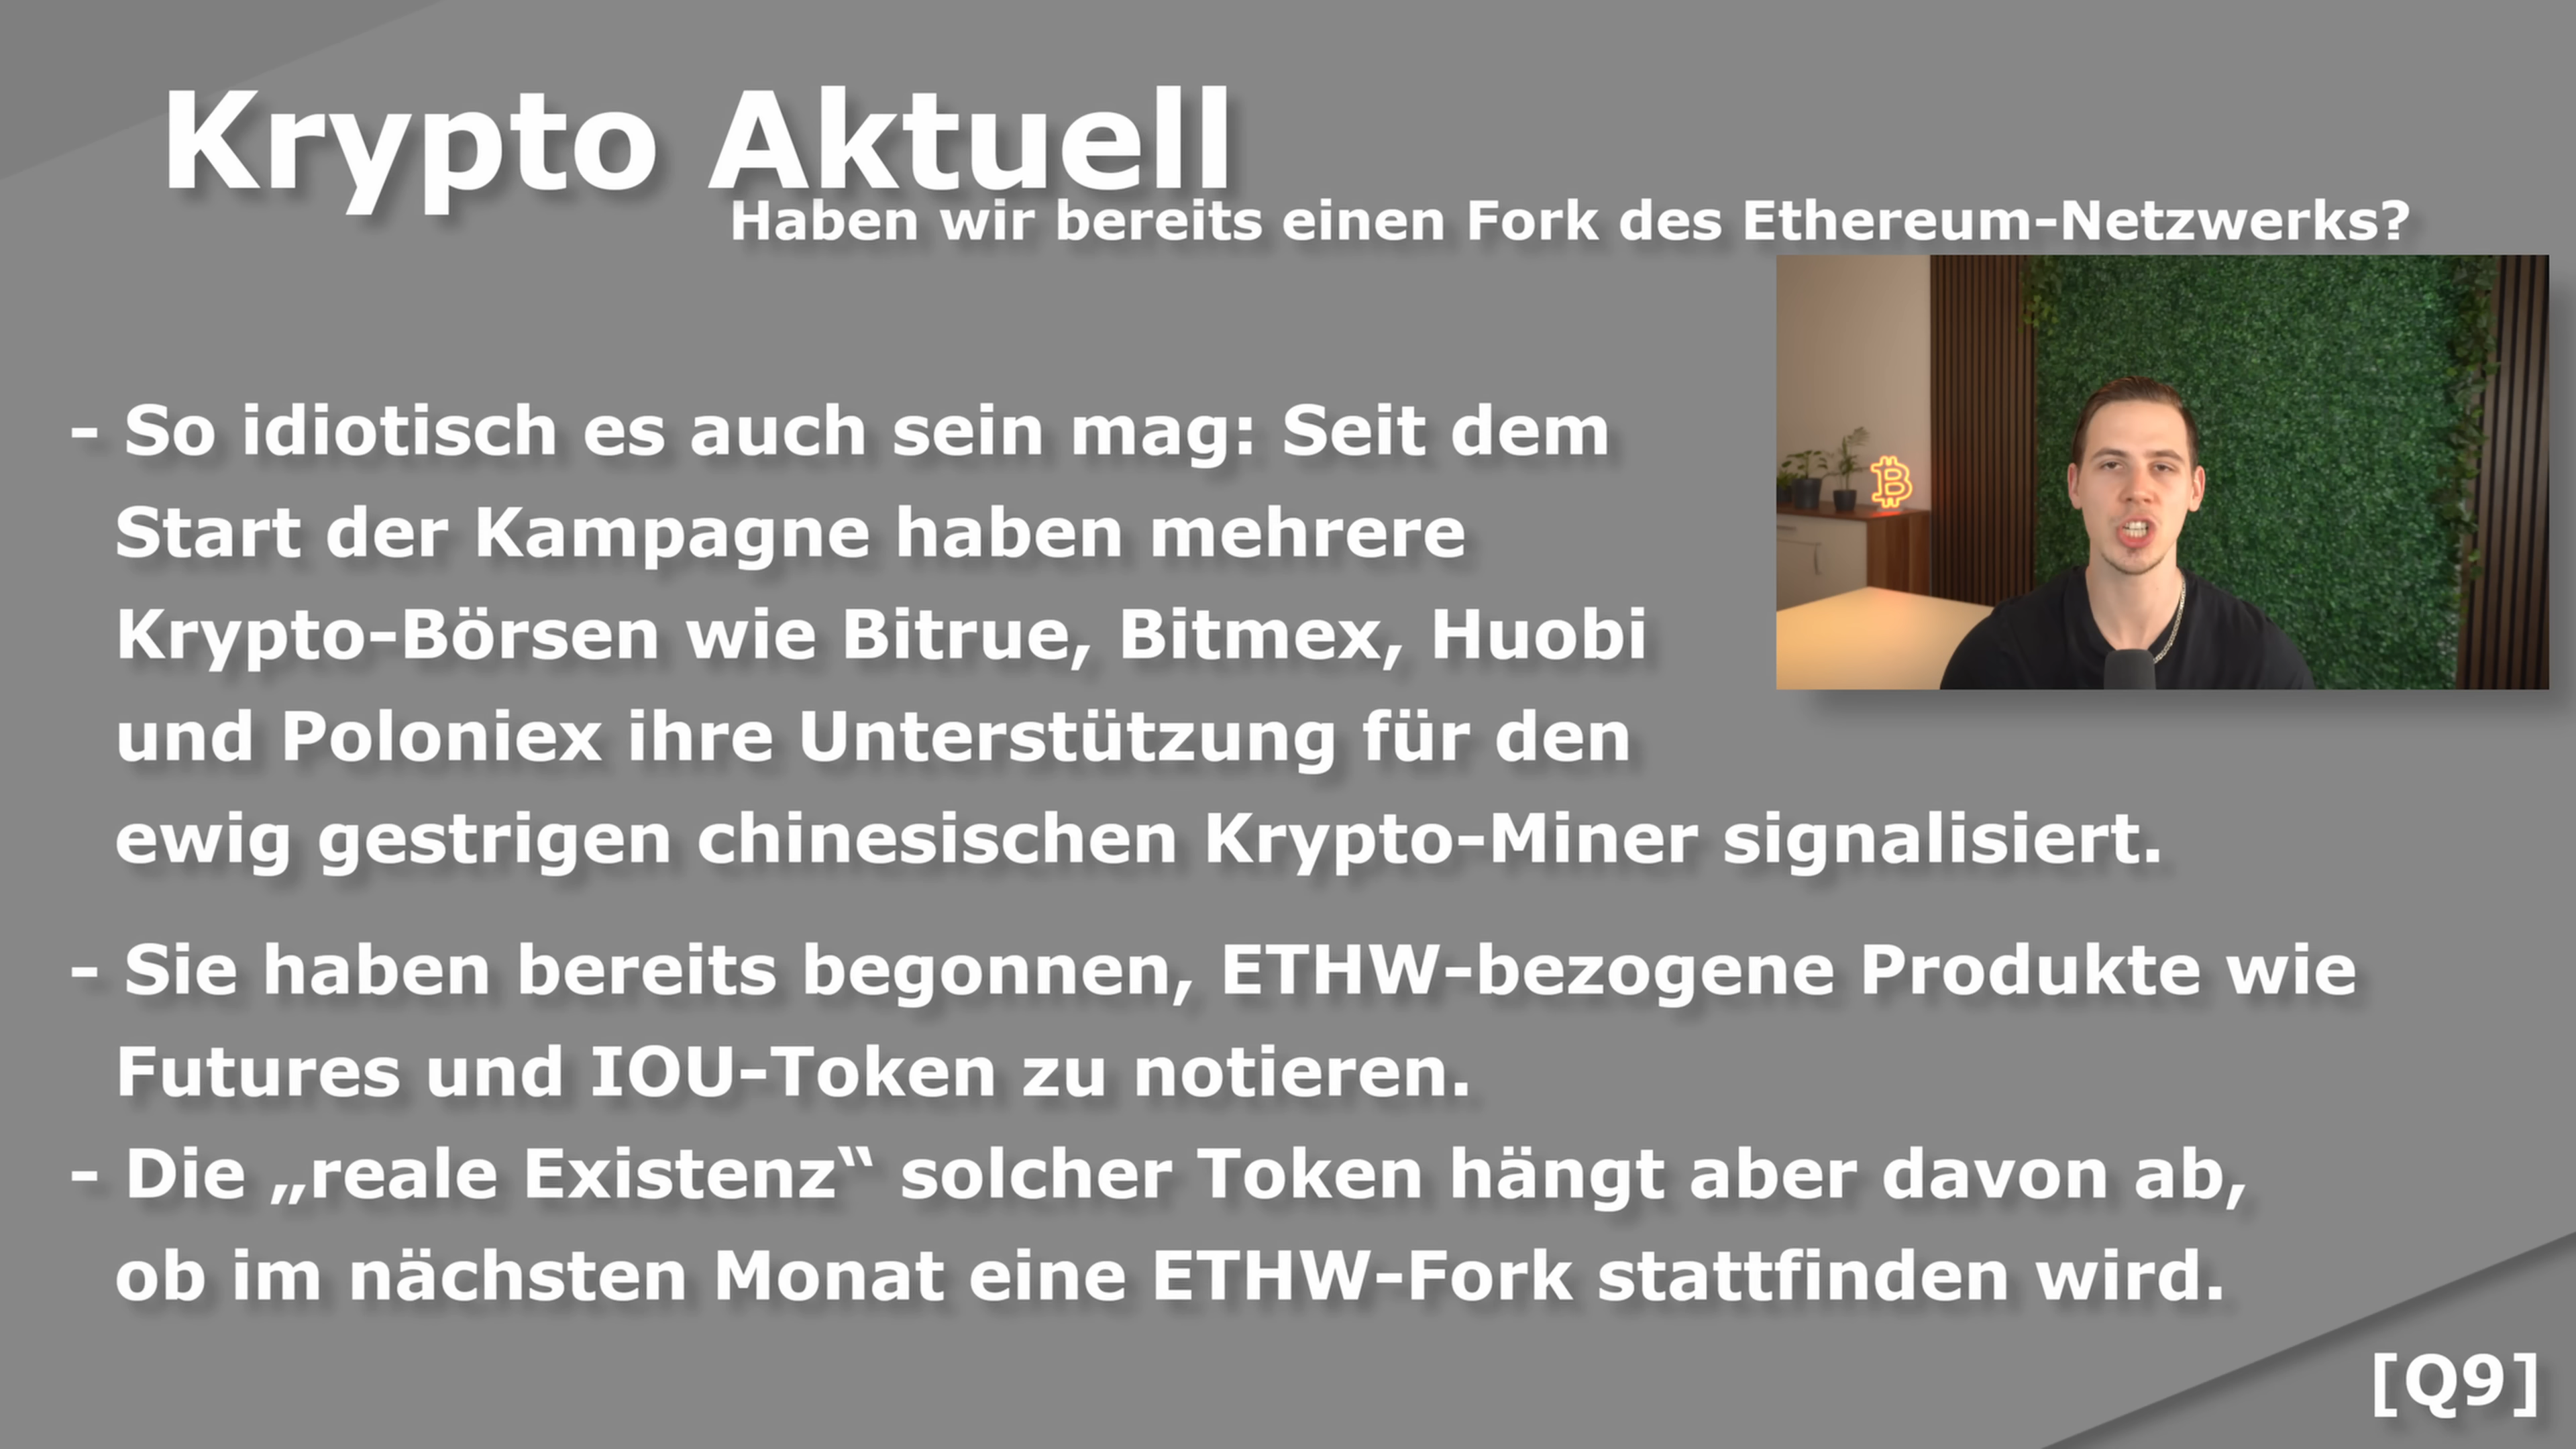 Krypto Aktuell
Haben wir bereits einen Fork des Ethereum-Netzwerks?
- So idiotisch es auch sein mag: Seit dem
Start der Kampagne haben mehrere
Krypto-Börsen wie Bitrue, Bitmex, Huobi
und Poloniex ihre Unterstützung für den
ewig gestrigen chinesischen Krypto-Miner signalisiert.
- Sie haben bereits begonnen, ETHW-bezogene Produkte wie
Futures und IOU-Token zu notieren.
- Die „reale Existenz“ solcher Token hängt aber davon ab,
ob im nächsten Monat eine ETHW-Fork stattfinden wird.
[Q9]